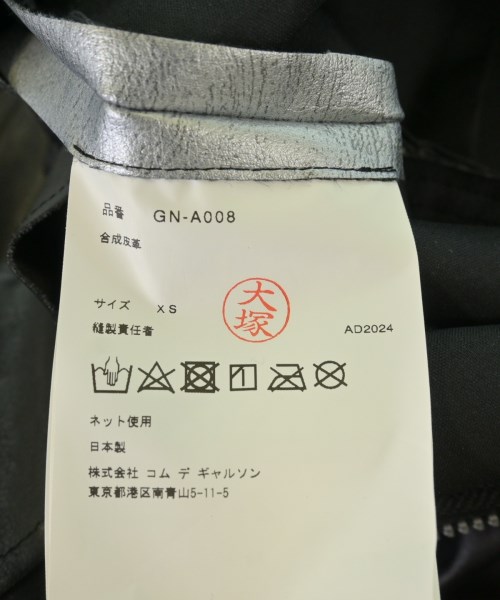 品番 GN-A008
合成皮革
サイズ XS
大塚
縫製責任者 AD2024
ネット使用
日本製
株式会社 コム デ ギャルソン
東京都港区南青山5-11-5